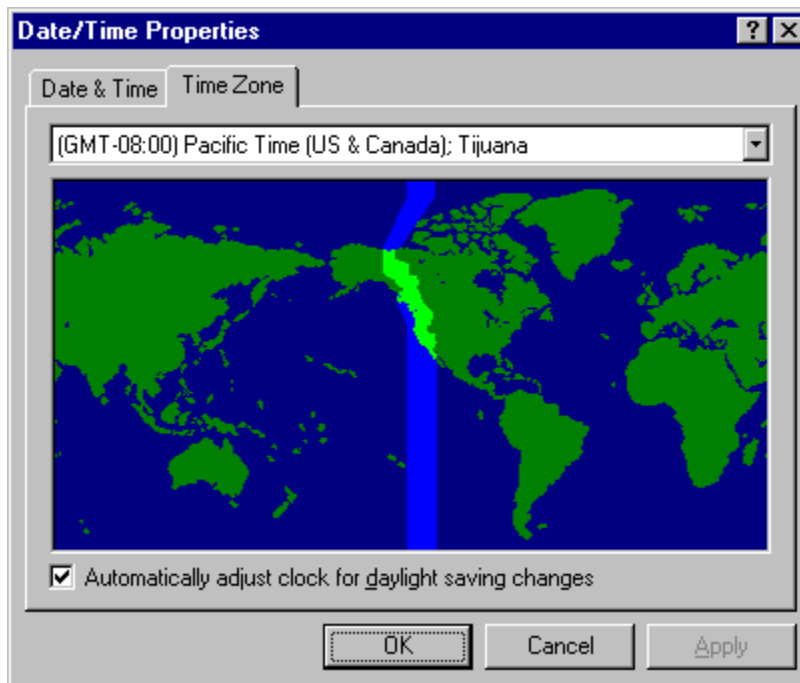 Date/Time Properties
Date & Time
Time Zone
(GMT-08:00) Pacific Time (US & Canada); Tijuana
Automatically adjust clock for daylight saving changes
OK
Cancel
Apply